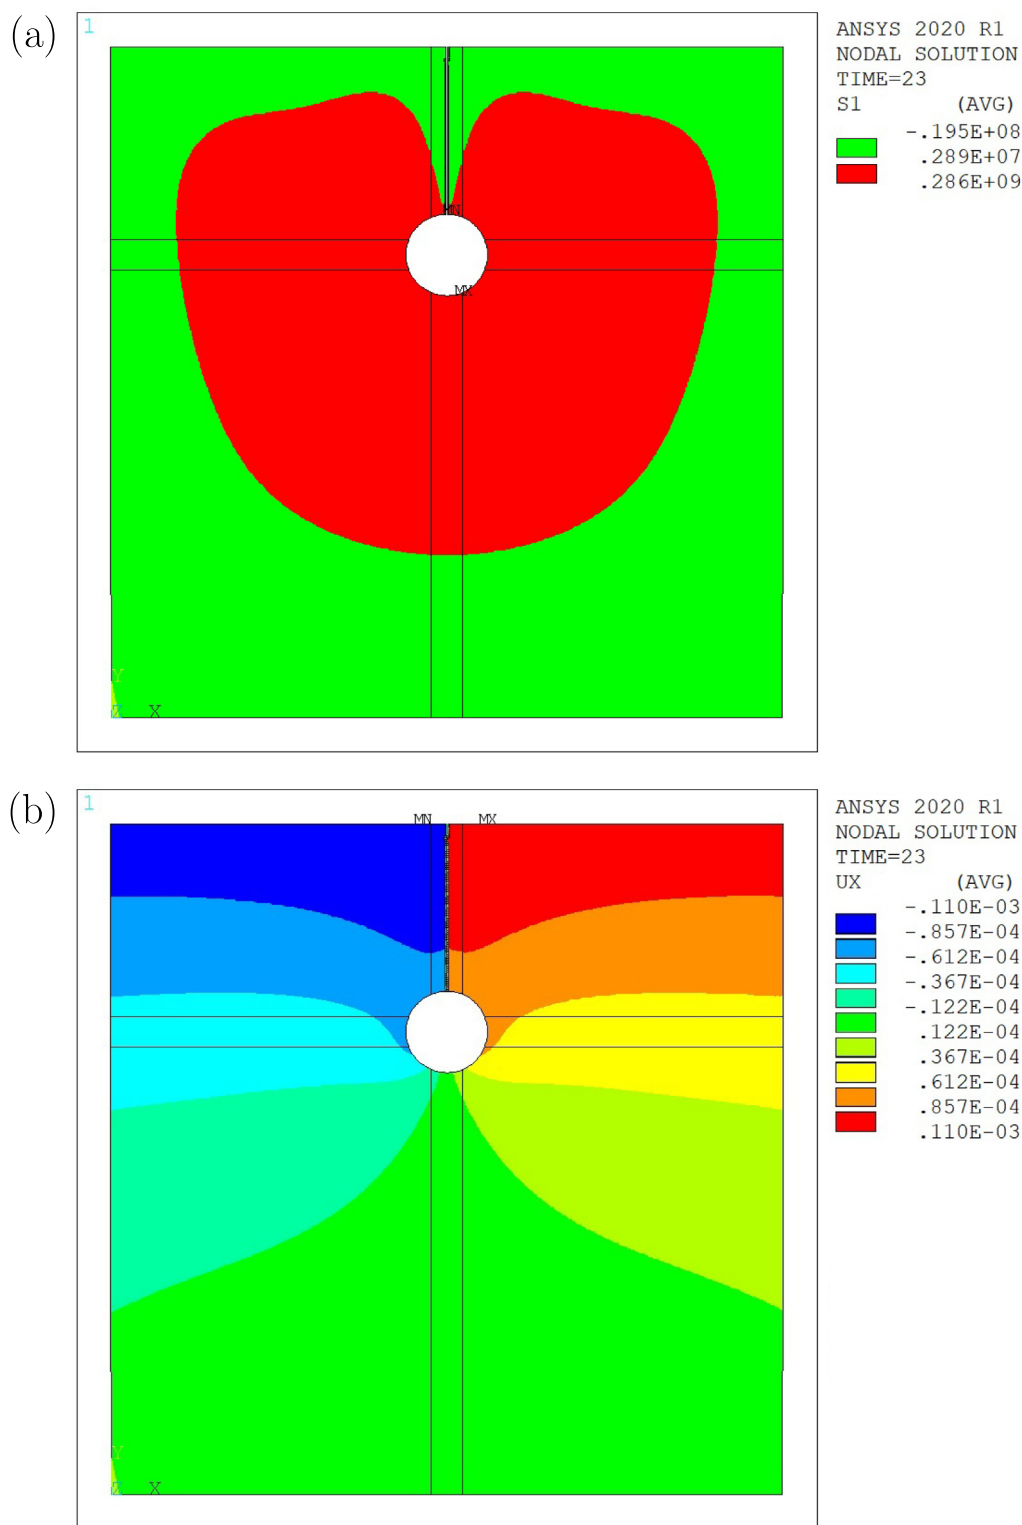 (a)
1
ANSYS 2020 R1
NODAL SOLUTION
TIME=23
S1 (AVG)
-.195E+08
.289E+07
.286E+09
MN
MX
Y
Z X
(b)
1
MN MX
ANSYS 2020 R1
NODAL SOLUTION
TIME=23
UX (AVG)
-.110E-03
-.857E-04
-.612E-04
-.367E-04
-.122E-04
.122E-04
.367E-04
.612E-04
.857E-04
.110E-03
Y
Z X